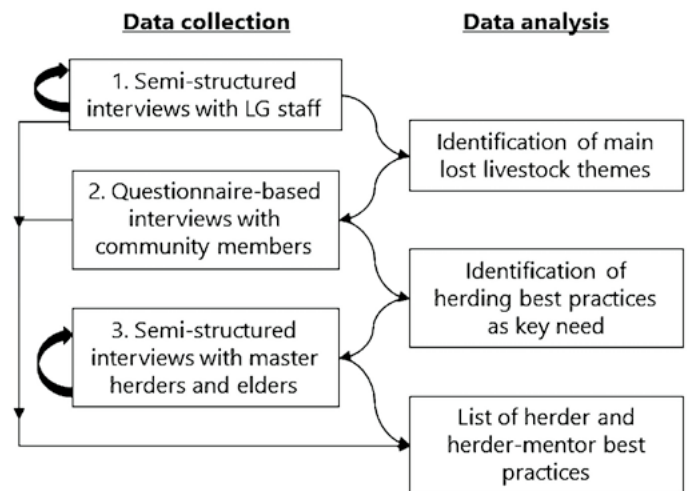 Data collection
Data analysis
1. Semi-structured
interviews with LG staff
Identification of main
lost livestock themes
2. Questionnaire-based
interviews with
community members
Identification of
herding best practices
as key need
3. Semi-structured
interviews with master
herders and elders
List of herder and
herder-mentor best
practices